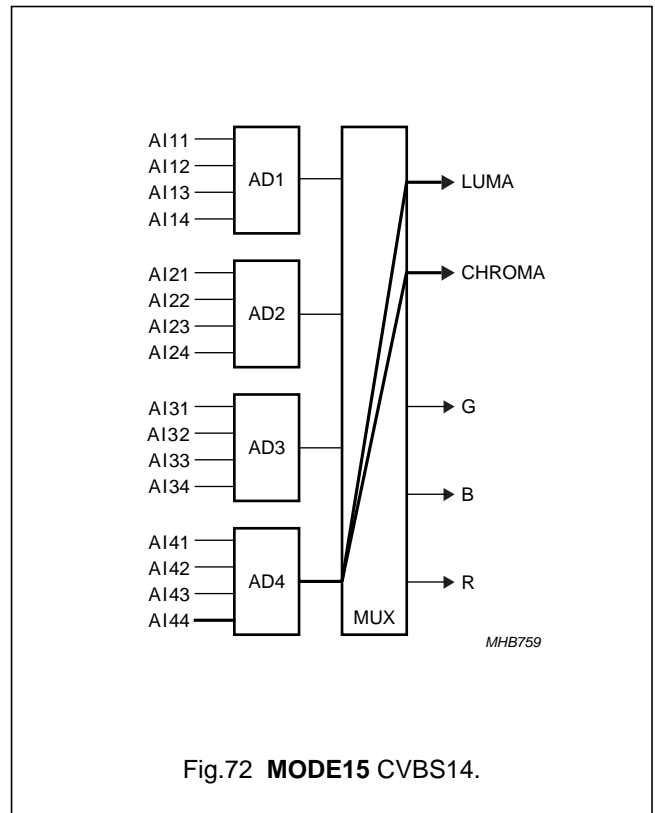 AI11
AI12
AI13
AI14
AD1
AI21
AI22
AI23
AI24
AD2
AI31
AI32
AI33
AI34
AD3
AI41
AI42
AI43
AI44
AD4
MUX
LUMA
CHROMA
G
B
R
MHB759
Fig.72 MODE15 CVBS14.